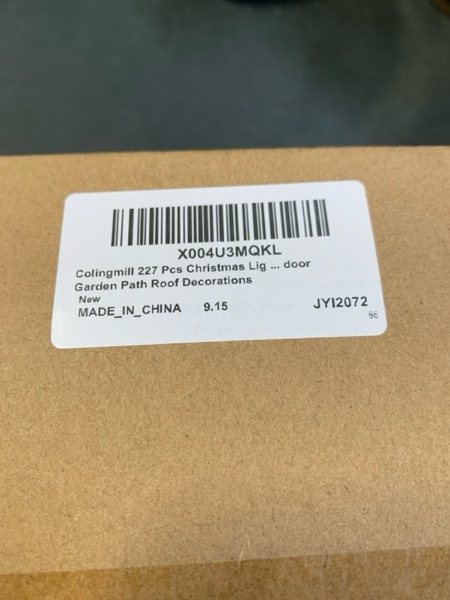 X004U3MQKL
Colingmill 227 Pcs Christmas Lig ... door
Garden Path Roof Decorations
New
MADE_IN_CHINA 9.15 JYI2072
86